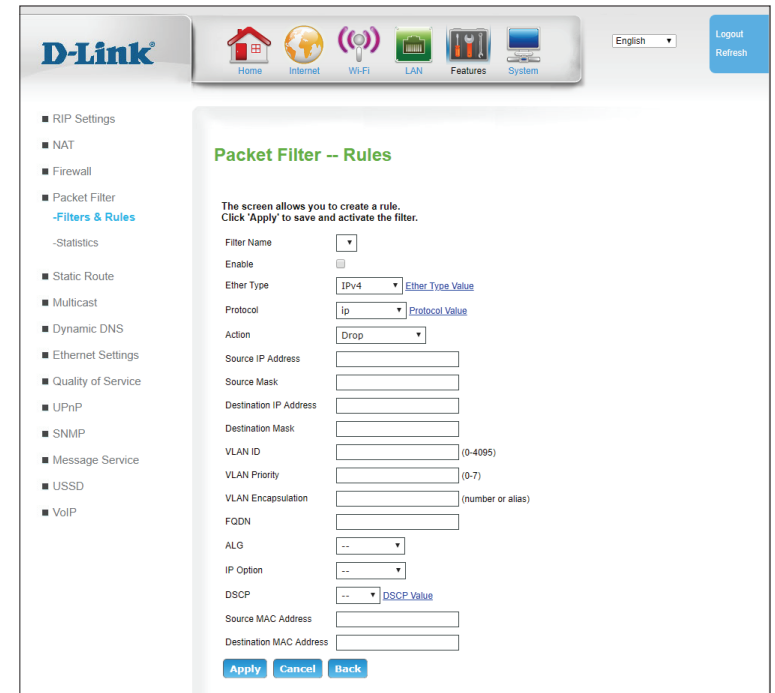 D-Link
Home Internet Wi-Fi LAN Features System
English
Logout
Refresh
RIP Settings
NAT
Firewall
Packet Filter
-Filters & Rules
-Statistics
Static Route
Multicast
Dynamic DNS
Ethernet Settings
Quality of Service
UPnP
SNMP
Message Service
USSD
VoIP
Packet Filter -- Rules
The screen allows you to create a rule.
Click 'Apply' to save and activate the filter.
Filter Name
Enable
Ether Type IPv4 Ether Type Value
Protocol ip Protocol Value
Action Drop
Source IP Address
Source Mask
Destination IP Address
Destination Mask
VLAN ID (0-4095)
VLAN Priority (0-7)
VLAN Encapsulation (number or alias)
FQDN
ALG --
IP Option --
DSCP -- DSCP Value
Source MAC Address
Destination MAC Address
Apply Cancel Back